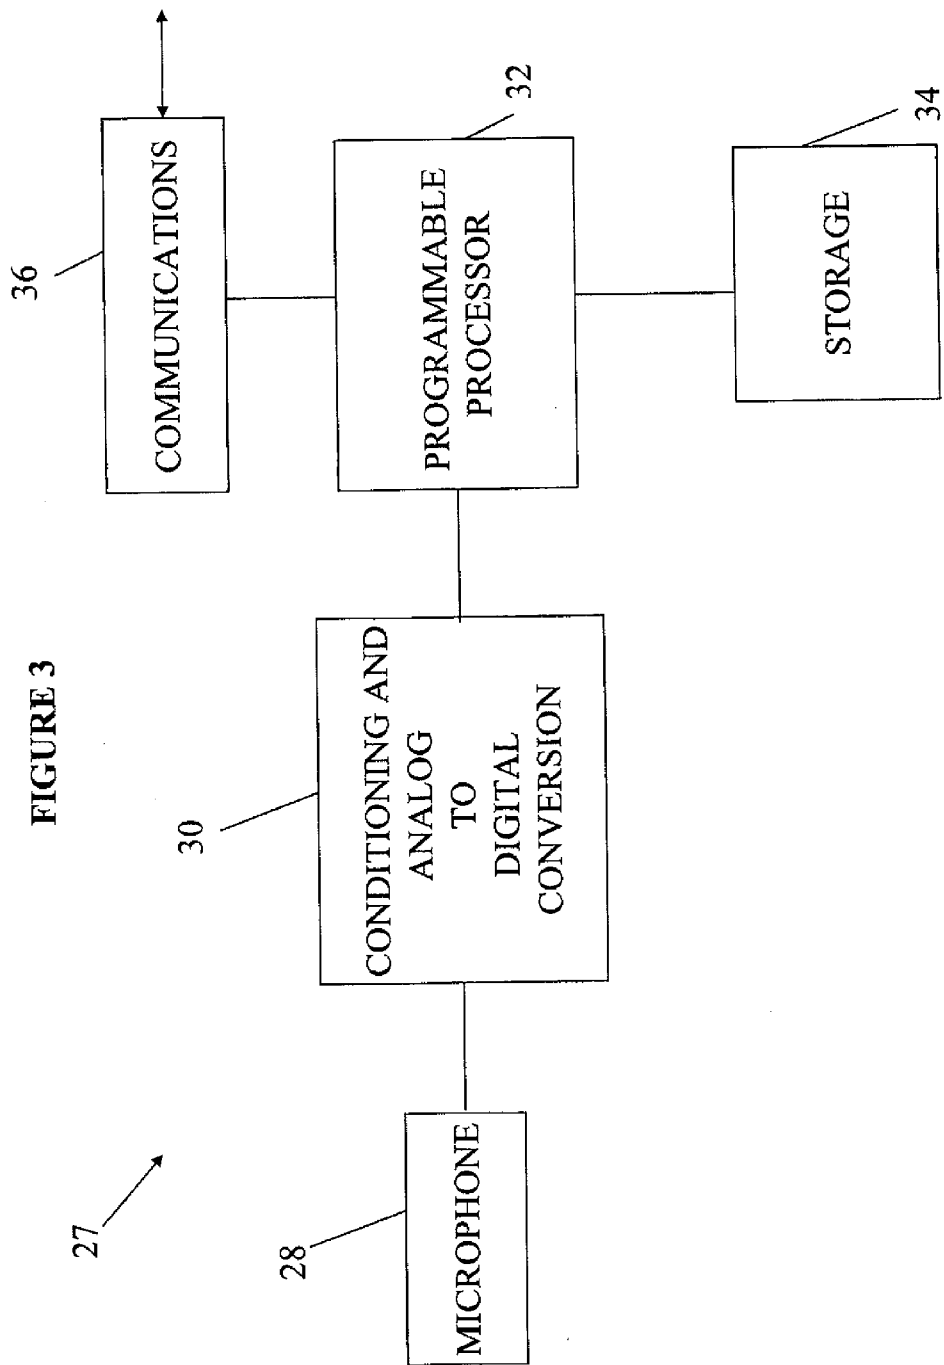 FIGURE 3
27
36
COMMUNICATIONS
30
32
CONDITIONING AND
ANALOG
TO
DIGITAL
CONVERSION
PROGRAMMABLE
PROCESSOR
28
MICROPHONE
34
STORAGE